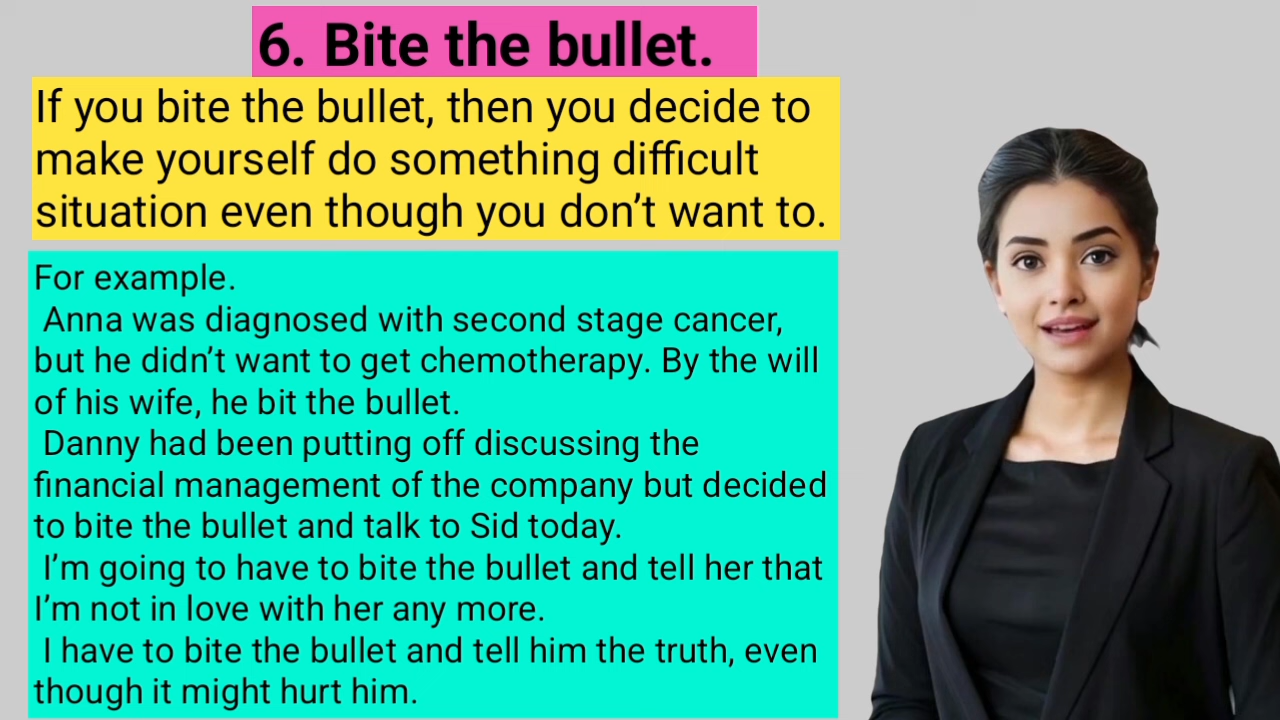 6. Bite the bullet.
If you bite the bullet, then you decide to
make yourself do something difficult
situation even though you don’t want to.
For example.
Anna was diagnosed with second stage cancer,
but he didn’t want to get chemotherapy. By the will
of his wife, he bit the bullet.
Danny had been putting off discussing the
financial management of the company but decided
to bite the bullet and talk to Sid today.
I’m going to have to bite the bullet and tell her that
I’m not in love with her any more.
I have to bite the bullet and tell him the truth, even
though it might hurt him.